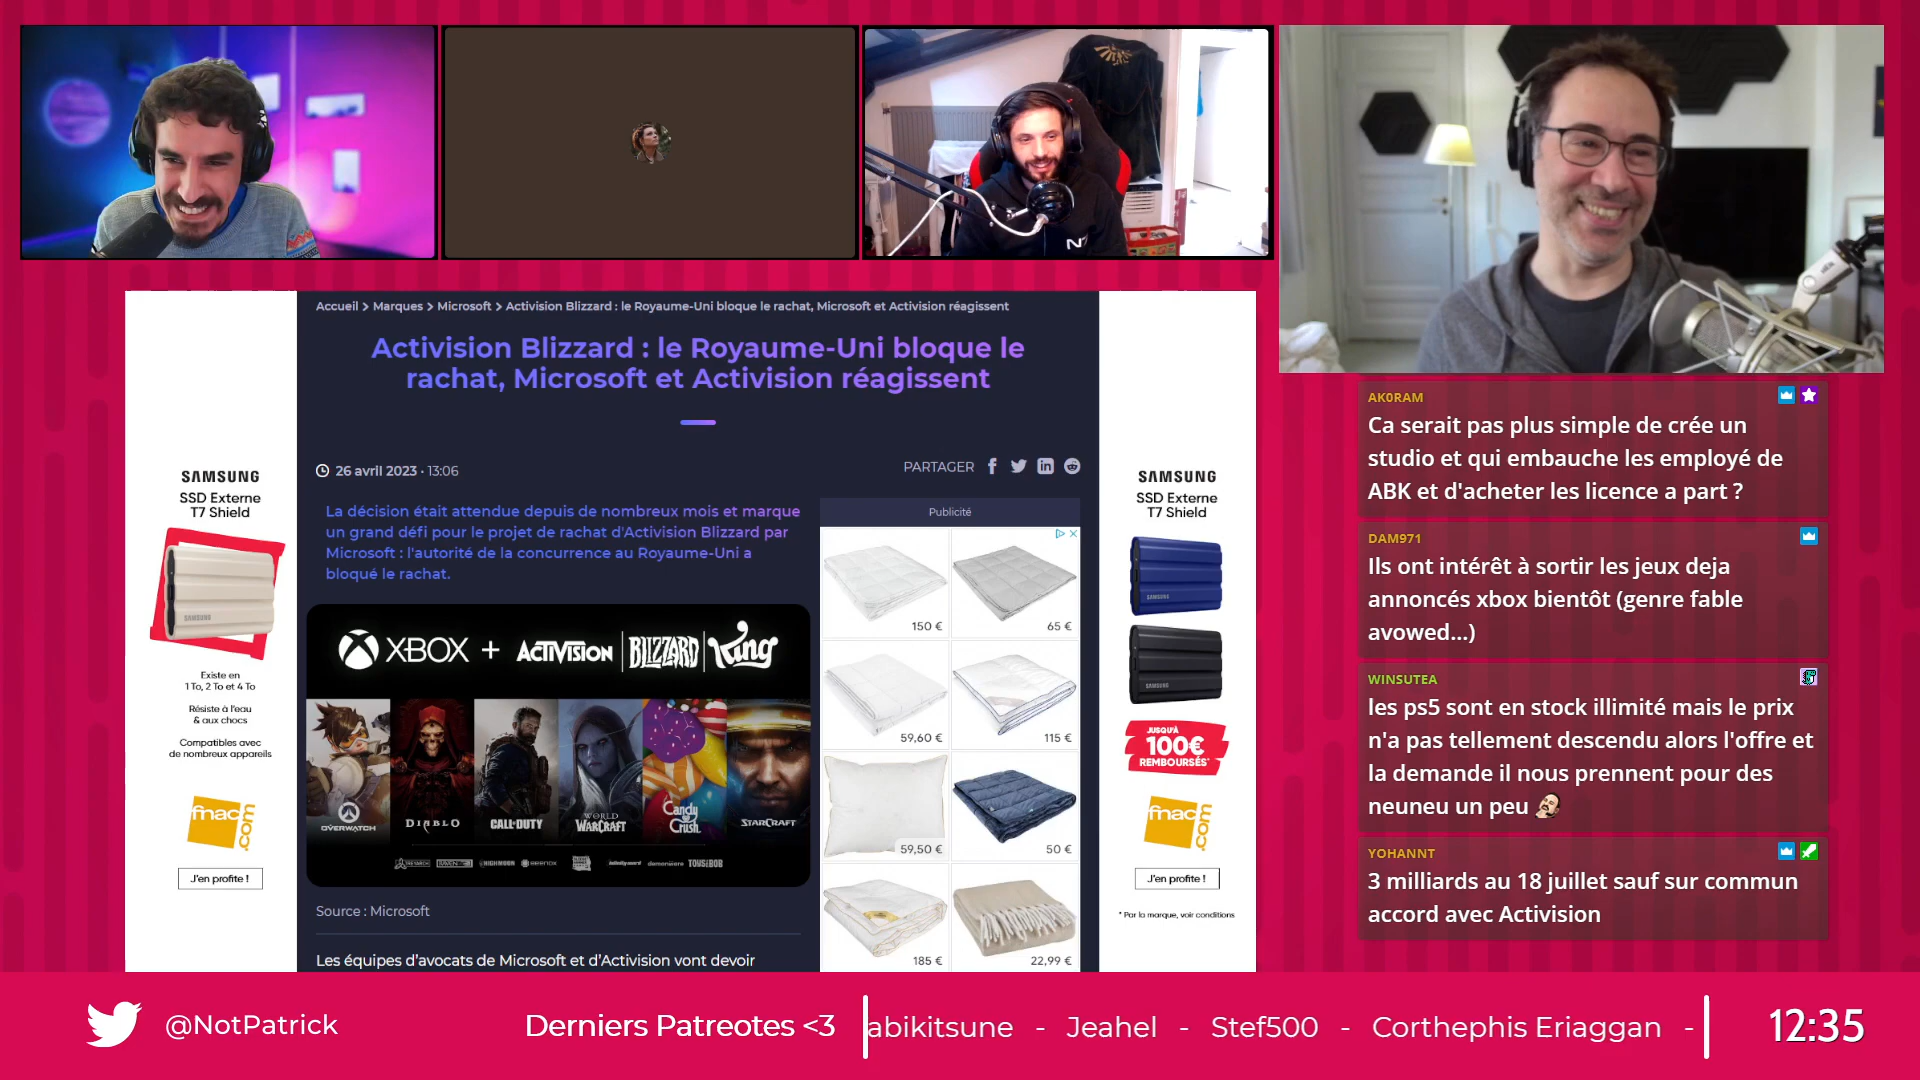 Accueil > Marques > Microsoft > Activision Blizzard : le Royaume-Uni bloque le rachat, Microsoft et Activision réagissent
Activision Blizzard : le Royaume-Uni bloque le
rachat, Microsoft et Activision réagissent
26 avril 2023 · 13:06
PARTAGER
La décision était attendue depuis de nombreux mois et marque
un grand défi pour le projet de rachat d'Activision Blizzard par
Microsoft : l'autorité de la concurrence au Royaume-Uni a
bloqué le rachat.
XBOX + ACTIVISION | BLIZZARD | King
OVERWATCH
DIABLO
CALL OF DUTY
WORLD
WARCRAFT
Candy
Crush
STARCRAFT
TOYS BOB
Source : Microsoft
Les équipes d'avocats de Microsoft et d'Activision vont devoir
Publicité
150 €
65 €
59,60 €
115 €
59,50 €
50 €
185 €
22,99 €
SAMSUNG
SSD Externe
T7 Shield
SAMSUNG
Existe en
1 To, 2 To et 4 To
Résiste à l'eau
& aux chocs
Compatibles avec
de nombreux appareils
fnac
.com
J'en profite !
SAMSUNG
SSD Externe
T7 Shield
SAMSUNG
SAMSUNG
JUSQU'À
100€
REMBOURSÉS*
fnac
.com
J'en profite !
* Par la marque, voir conditions
N7
AK0RAM
Ca serait pas plus simple de crée un
studio et qui embauche les employé de
ABK et d'acheter les licence a part ?
DAM971
Ils ont intérêt à sortir les jeux deja
annoncés xbox bientôt (genre fable
avowed...)
WINSUTEA
les ps5 sont en stock illimité mais le prix
n'a pas tellement descendu alors l'offre et
la demande il nous prennent pour des
neuneu un peu
YOHANNT
3 milliards au 18 juillet sauf sur commun
accord avec Activision
@NotPatrick
Derniers Patreotes <3
abikitsune - Jeahel - Stef500 - Corthephis Eriaggan -
12:35